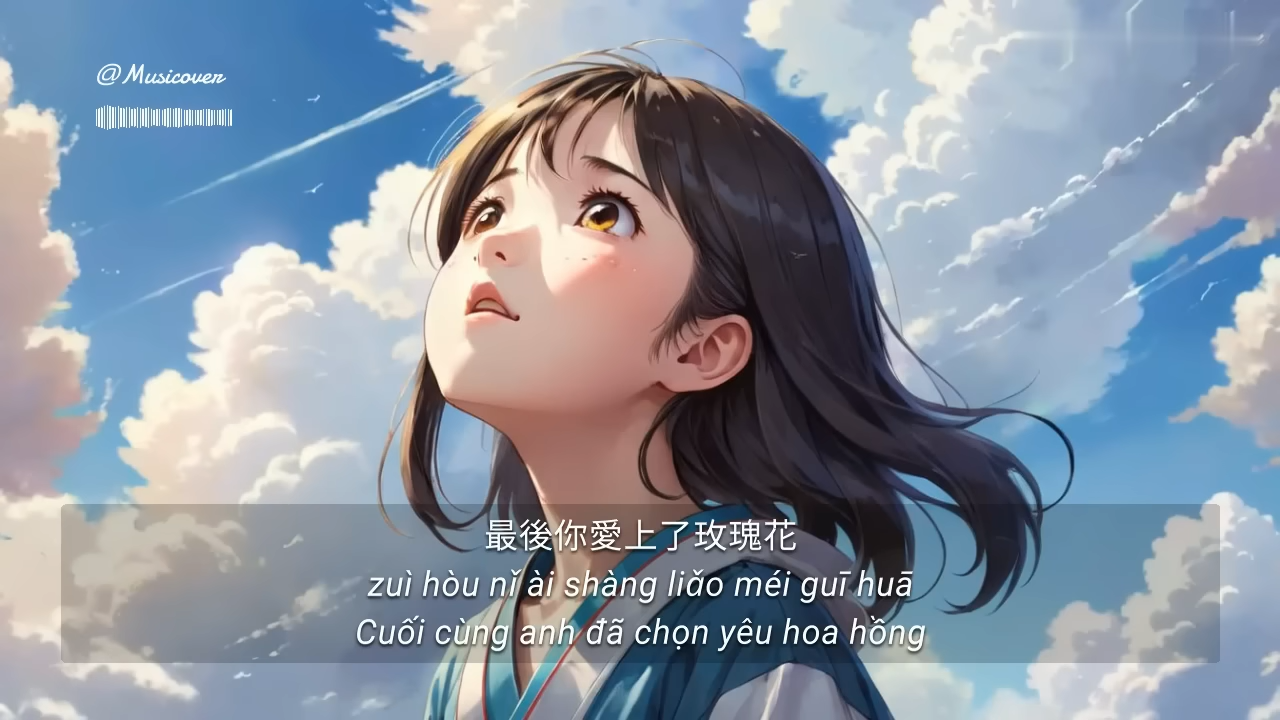 @Musicover
最後你愛上了玫瑰花
zuì hòu nǐ ài shàng liǎo méi guī huā
Cuối cùng anh đã chọn yêu hoa hồng